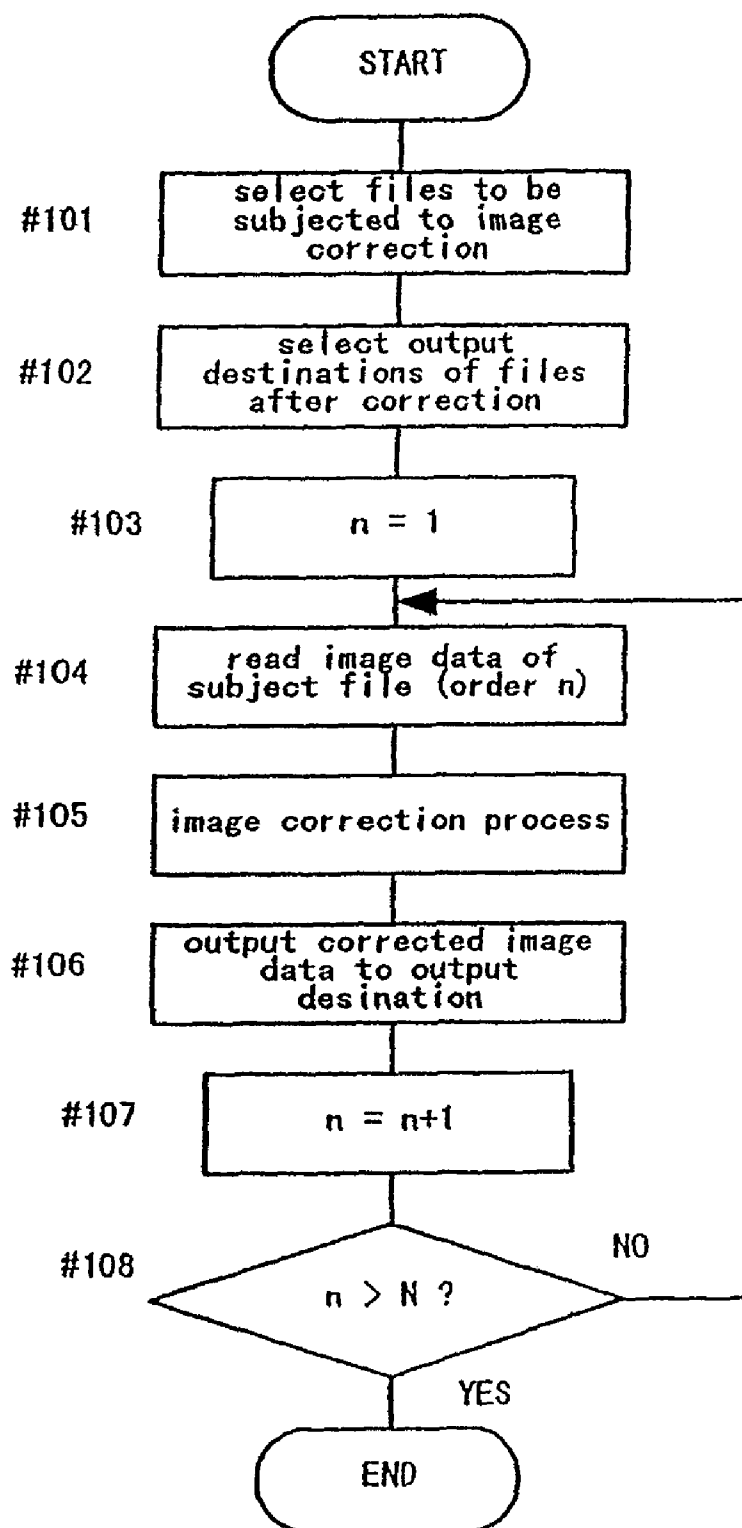 START
#101
select files to be
subjected to image
correction
#102
select output
destinations of files
after correction
#103
n = 1
#104
read image data of
subject file (order n)
#105
image correction process
#106
output corrected image
data to output
desination
#107
n = n+1
#108
n > N ?
NO
YES
END